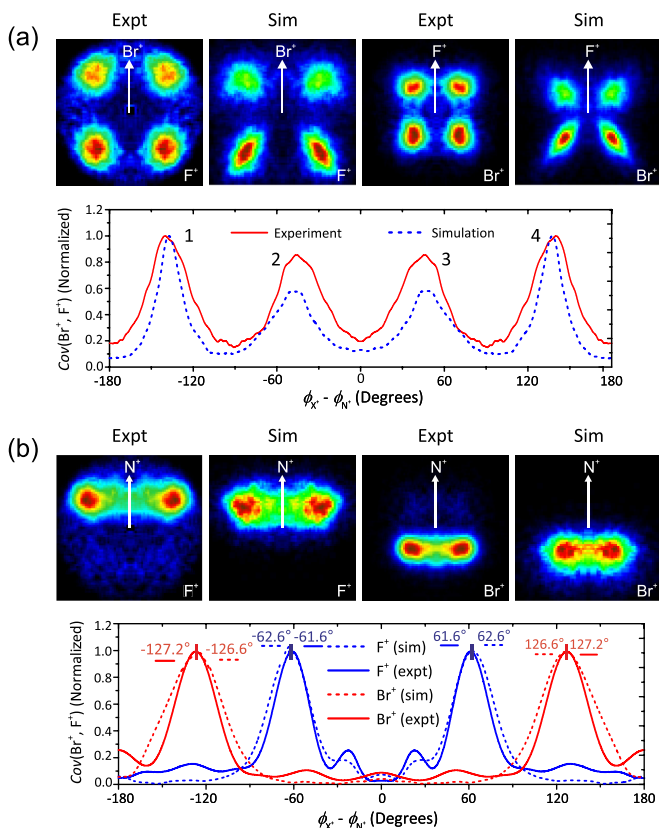 (a)
Expt Sim Expt Sim
Br⁺ Br⁺ F⁺ F⁺
F⁺ F⁺ Br⁺ Br⁺
Cov(Br⁺, F⁺) (Normalized)
1.2
1.0
0.8
0.6
0.4
0.2
0.0
1 2 3 4
Experiment Simulation
-180 -120 -60 0 60 120 180
ϕX⁺ - ϕN⁺ (Degrees)
(b)
Expt Sim Expt Sim
N⁺ N⁺ N⁺ N⁺
F⁺ F⁺ Br⁺ Br⁺
Cov(Br⁺, F⁺) (Normalized)
1.2
1.0
0.8
0.6
0.4
0.2
0.0
-127.2° -126.6° -62.6° -61.6° 61.6° 62.6° 126.6° 127.2°
F⁺ (sim)
F⁺ (expt)
Br⁺ (sim)
Br⁺ (expt)
-180 -120 -60 0 60 120 180
ϕX⁺ - ϕN⁺ (Degrees)